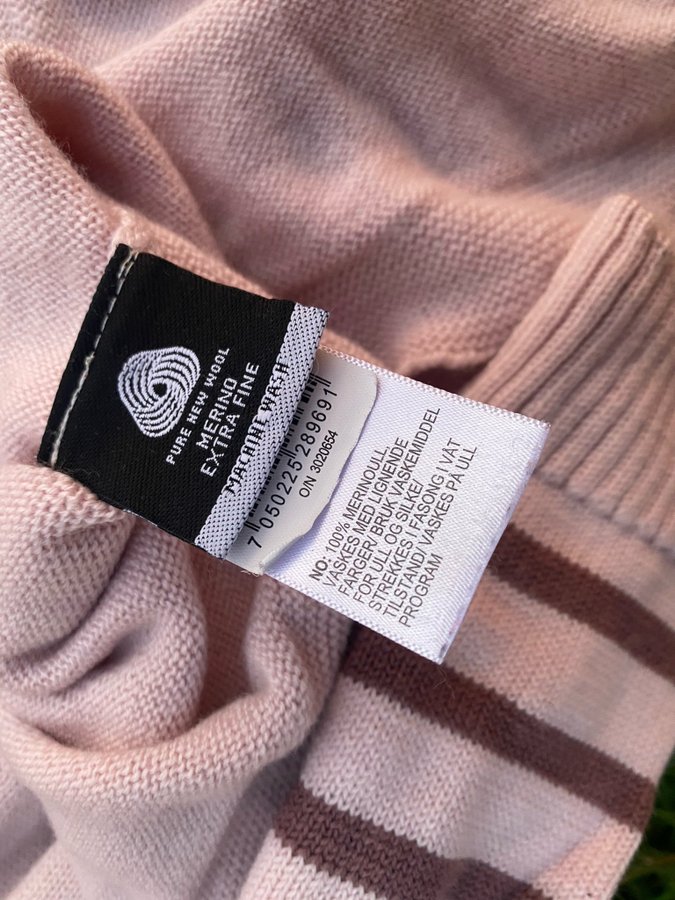 PURE NEW WOOL
MERINO
EXTRA FINE
MACHINE WASH
7 050225 289691
O/N 3020654
NO. 100% MERINOULL.
VASKES MED LIGNENDE
FARGER/ BRUK VASKEMIDDEL
FOR ULL OG SILKE/
STREKKES I FASONG I VÅT
TILSTAND/ VASKES PÅ ULL
PROGRAM